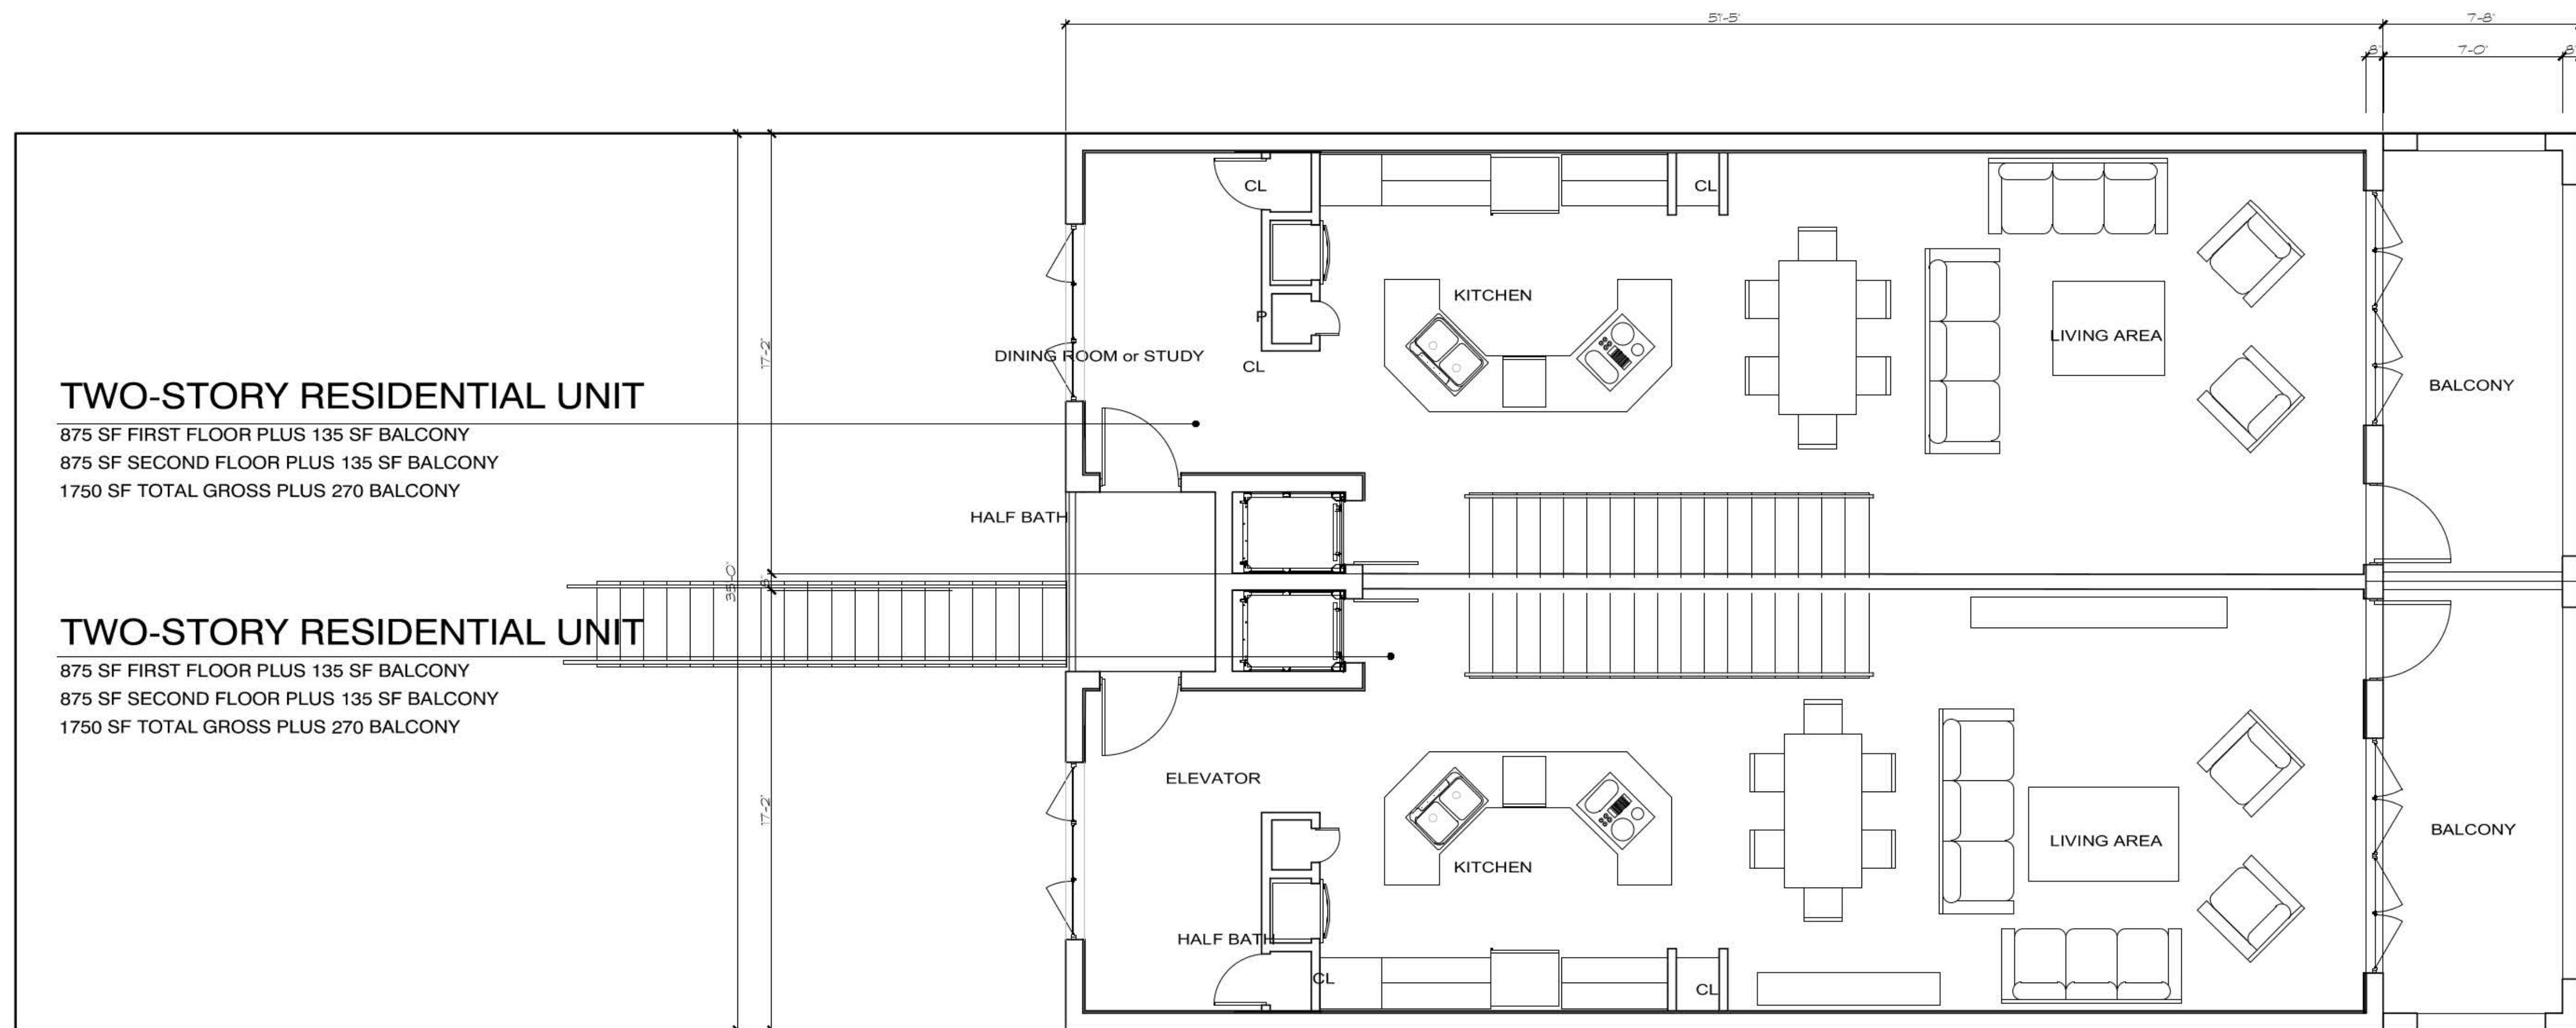 51'-5"
7'-8"
8"
7'-0"
8"
CL
CL
KITCHEN
P
LIVING AREA
17'-2"
DINING ROOM or STUDY
CL
BALCONY
TWO-STORY RESIDENTIAL UNIT
875 SF FIRST FLOOR PLUS 135 SF BALCONY
875 SF SECOND FLOOR PLUS 135 SF BALCONY
1750 SF TOTAL GROSS PLUS 270 BALCONY
HALF BATH
35'-0"
8"
TWO-STORY RESIDENTIAL UNIT
875 SF FIRST FLOOR PLUS 135 SF BALCONY
875 SF SECOND FLOOR PLUS 135 SF BALCONY
1750 SF TOTAL GROSS PLUS 270 BALCONY
ELEVATOR
17'-2"
BALCONY
LIVING AREA
KITCHEN
HALF BATH
CL
CL